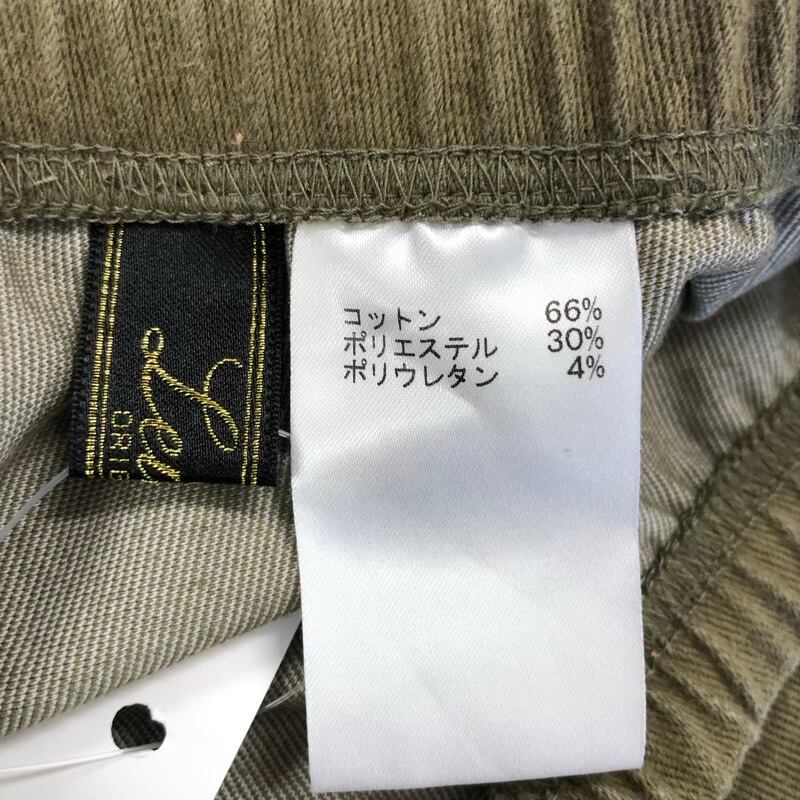 コットン 66%
ポリエステル 30%
ポリウレタン 4%